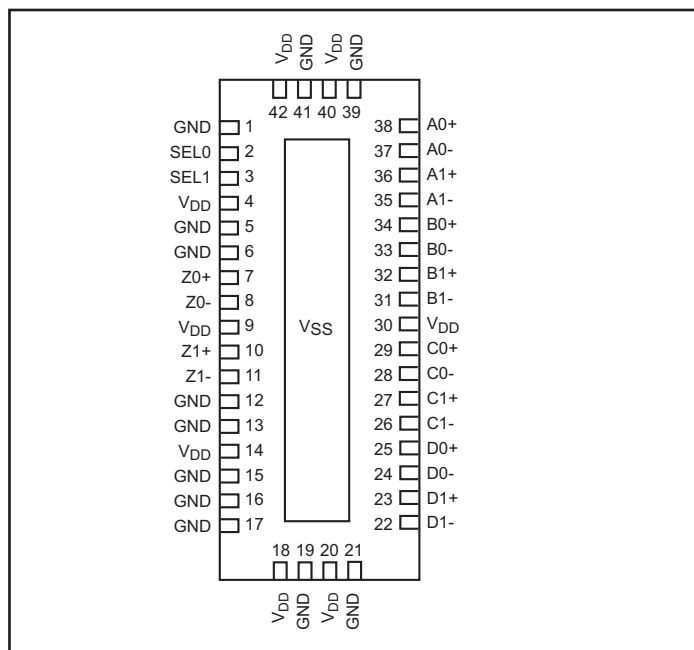 VDD GND VDD GND
42 41 40 39
GND 1
SEL0 2
SEL1 3
VDD 4
GND 5
GND 6
Z0+ 7
Z0- 8
VDD 9
Z1+ 10
Z1- 11
GND 12
GND 13
VDD 14
GND 15
GND 16
GND 17
VSS
38 A0+
37 A0-
36 A1+
35 A1-
34 B0+
33 B0-
32 B1+
31 B1-
30 VDD
29 C0+
28 C0-
27 C1+
26 C1-
25 D0+
24 D0-
23 D1+
22 D1-
18 19 20 21
VDD GND VDD GND